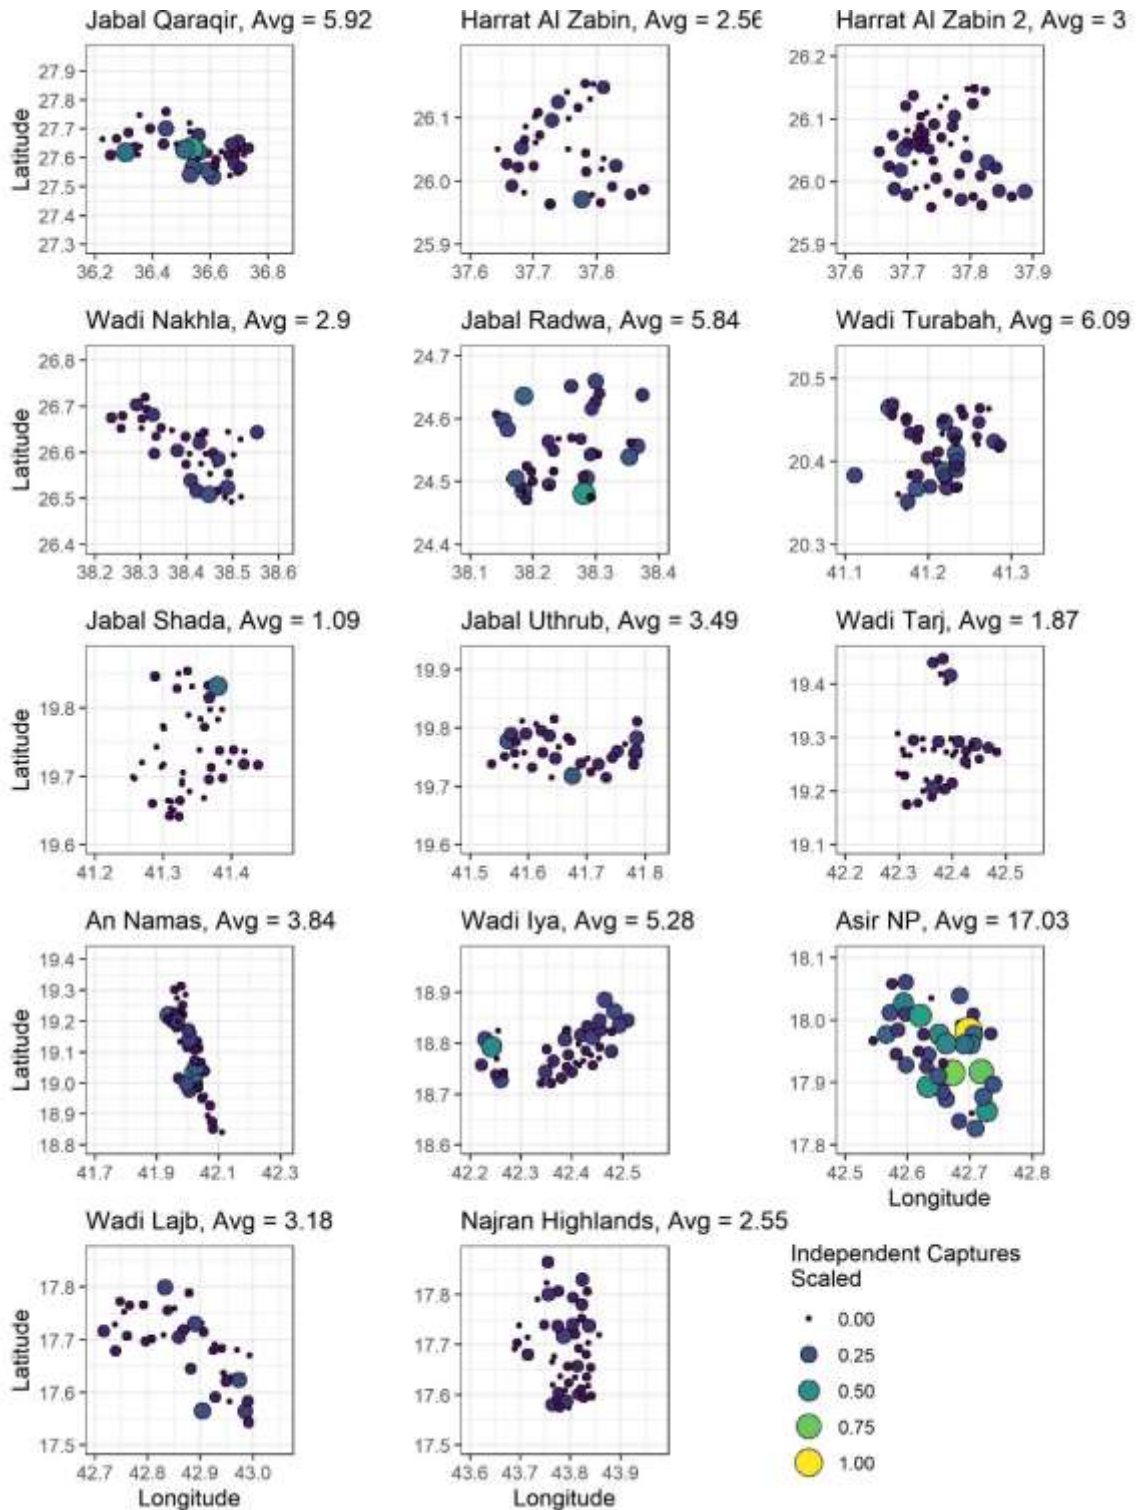 Jabal Qaraqir, Avg = 5.92
Harrat Al Zabin, Avg = 2.56
Harrat Al Zabin 2, Avg = 3
Latitude
27.9
27.8
27.7
27.6
27.5
27.4
27.3
36.2 36.4 36.6 36.8
26.1
26.0
25.9
37.6 37.7 37.8
26.2
26.1
26.0
25.9
37.6 37.7 37.8 37.9
Wadi Nakhla, Avg = 2.9
Jabal Radwa, Avg = 5.84
Wadi Turabah, Avg = 6.09
Latitude
26.8
26.7
26.6
26.5
26.4
38.2 38.3 38.4 38.5 38.6
24.7
24.6
24.5
24.4
38.1 38.2 38.3 38.4
20.5
20.4
20.3
41.1 41.2 41.3
Jabal Shada, Avg = 1.09
Jabal Uthrub, Avg = 3.49
Wadi Tarj, Avg = 1.87
Latitude
19.8
19.7
19.6
41.2 41.3 41.4
19.9
19.8
19.7
19.6
41.5 41.6 41.7 41.8
19.4
19.3
19.2
19.1
42.2 42.3 42.4 42.5
An Namas, Avg = 3.84
Wadi Iya, Avg = 5.28
Asir NP, Avg = 17.03
Latitude
19.4
19.3
19.2
19.1
19.0
18.9
18.8
41.7 41.9 42.1 42.3
18.9
18.8
18.7
18.6
42.2 42.3 42.4 42.5
18.1
18.0
17.9
17.8
42.5 42.6 42.7 42.8
Longitude
Wadi Lajb, Avg = 3.18
Najran Highlands, Avg = 2.55
Latitude
17.8
17.7
17.6
17.5
42.7 42.8 42.9 43.0
Longitude
17.8
17.7
17.6
17.5
43.6 43.7 43.8 43.9
Longitude
Independent Captures
Scaled
0.00
0.25
0.50
0.75
1.00